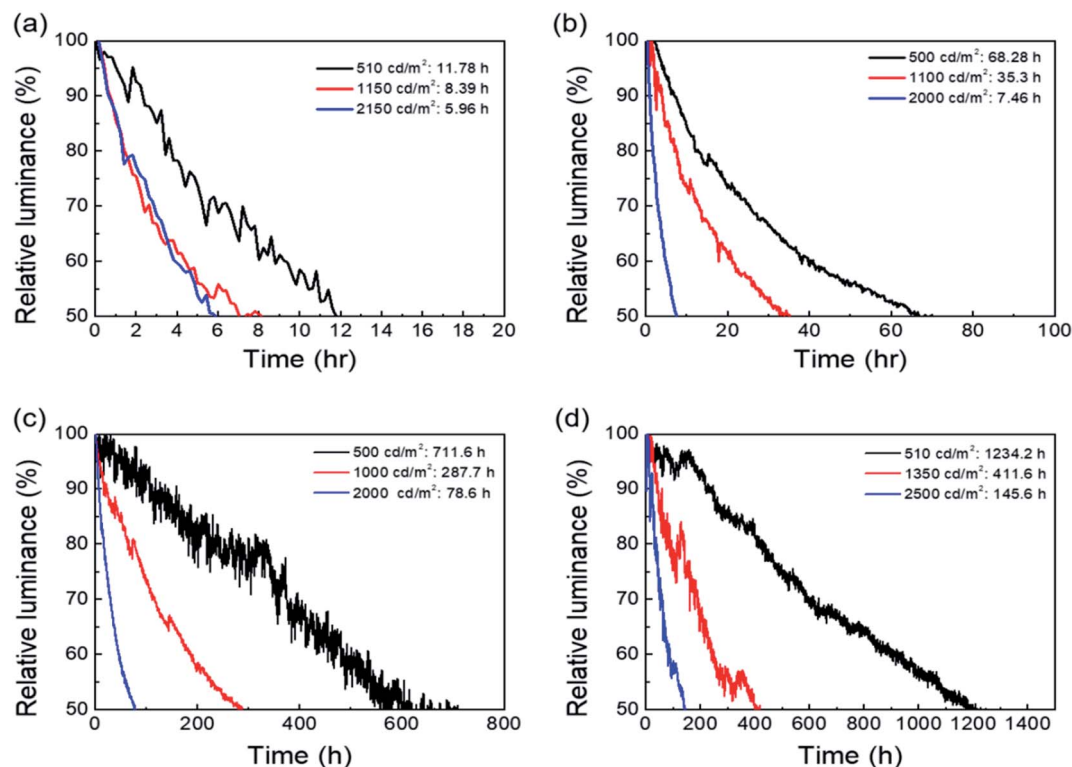 (a)
100
90
80
70
60
50
Relative luminance (%)
510 cd/m²: 11.78 h
1150 cd/m²: 8.39 h
2150 cd/m²: 5.96 h
0 2 4 6 8 10 12 14 16 18 20
Time (hr)
(b)
100
90
80
70
60
50
Relative luminance (%)
500 cd/m²: 68.28 h
1100 cd/m²: 35.3 h
2000 cd/m²: 7.46 h
0 20 40 60 80 100
Time (hr)
(c)
100
90
80
70
60
50
Relative luminance (%)
500 cd/m²: 711.6 h
1000 cd/m²: 287.7 h
2000 cd/m²: 78.6 h
0 200 400 600 800
Time (h)
(d)
100
90
80
70
60
50
Relative luminance (%)
510 cd/m²: 1234.2 h
1350 cd/m²: 411.6 h
2500 cd/m²: 145.6 h
0 200 400 600 800 1000 1200 1400
Time (h)